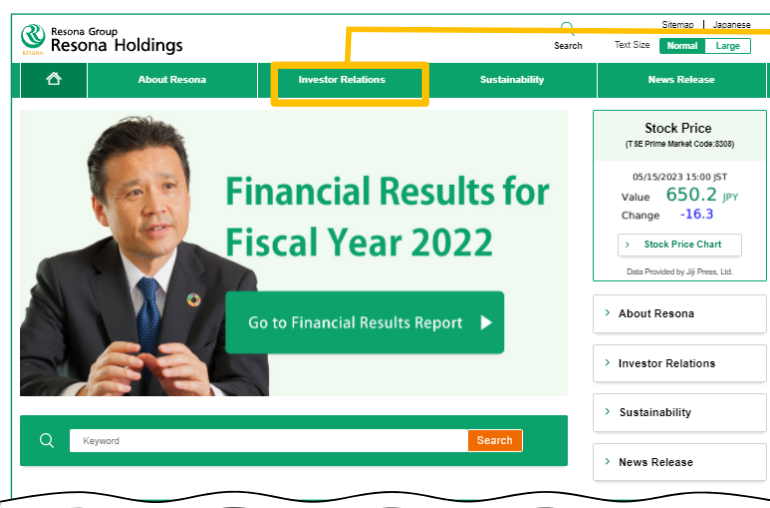 Resona Group
Resona Holdings
RESONA
Search
Sitemap | Japanese
Text Size Normal Large
About Resona
Investor Relations
Sustainability
News Release
Financial Results for
Fiscal Year 2022
Go to Financial Results Report
Keyword
Search
Stock Price
(TSE Prime Market Code:8308)
05/15/2023 15:00 JST
Value 650.2 JPY
Change -16.3
Stock Price Chart
Data Provided by Jiji Press, Ltd.
About Resona
Investor Relations
Sustainability
News Release